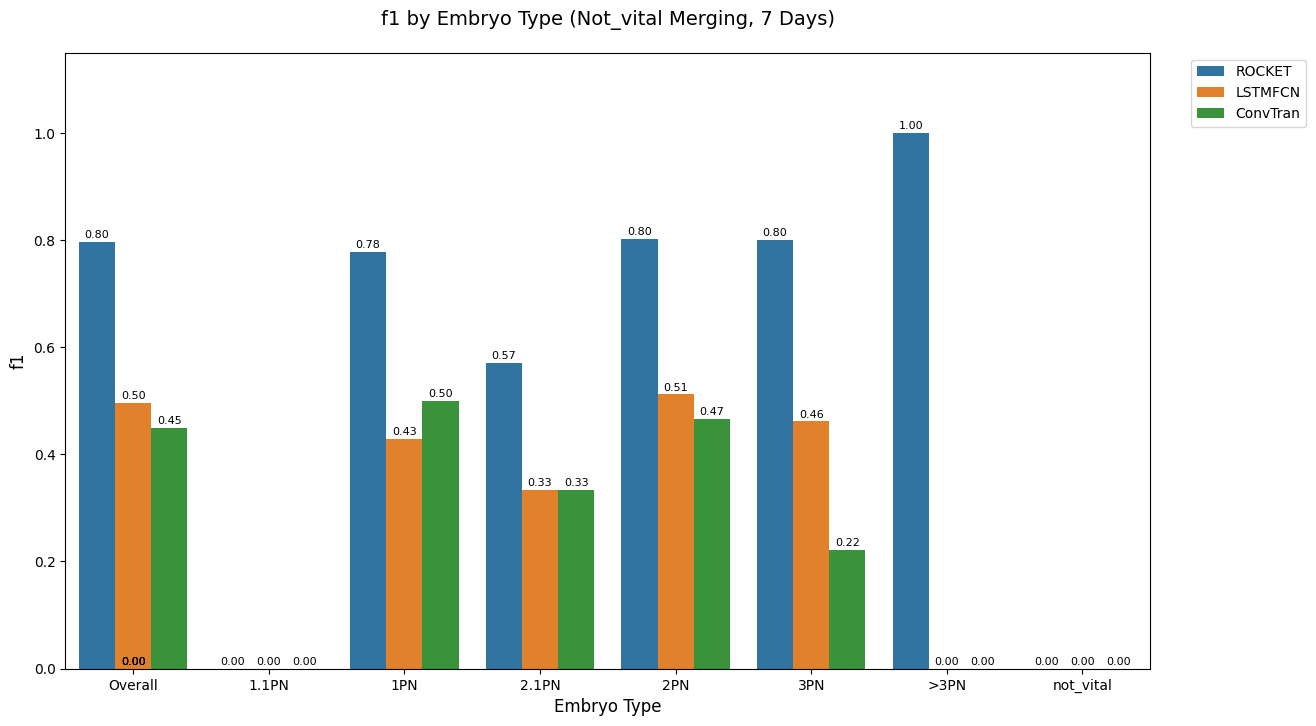 f1 by Embryo Type (Not_vital Merging, 7 Days)
ROCKET
LSTMFCN
ConvTran
f1
1.0
0.8
0.6
0.4
0.2
0.0
0.80
0.50
0.45
0.00
0.00 0.00 0.00
0.78
0.43
0.50
0.57
0.33 0.33
0.80
0.51
0.47
0.80
0.46
0.22
1.00
0.00 0.00
0.00 0.00 0.00
Overall 1.1PN 1PN 2.1PN 2PN 3PN >3PN not_vital
Embryo Type